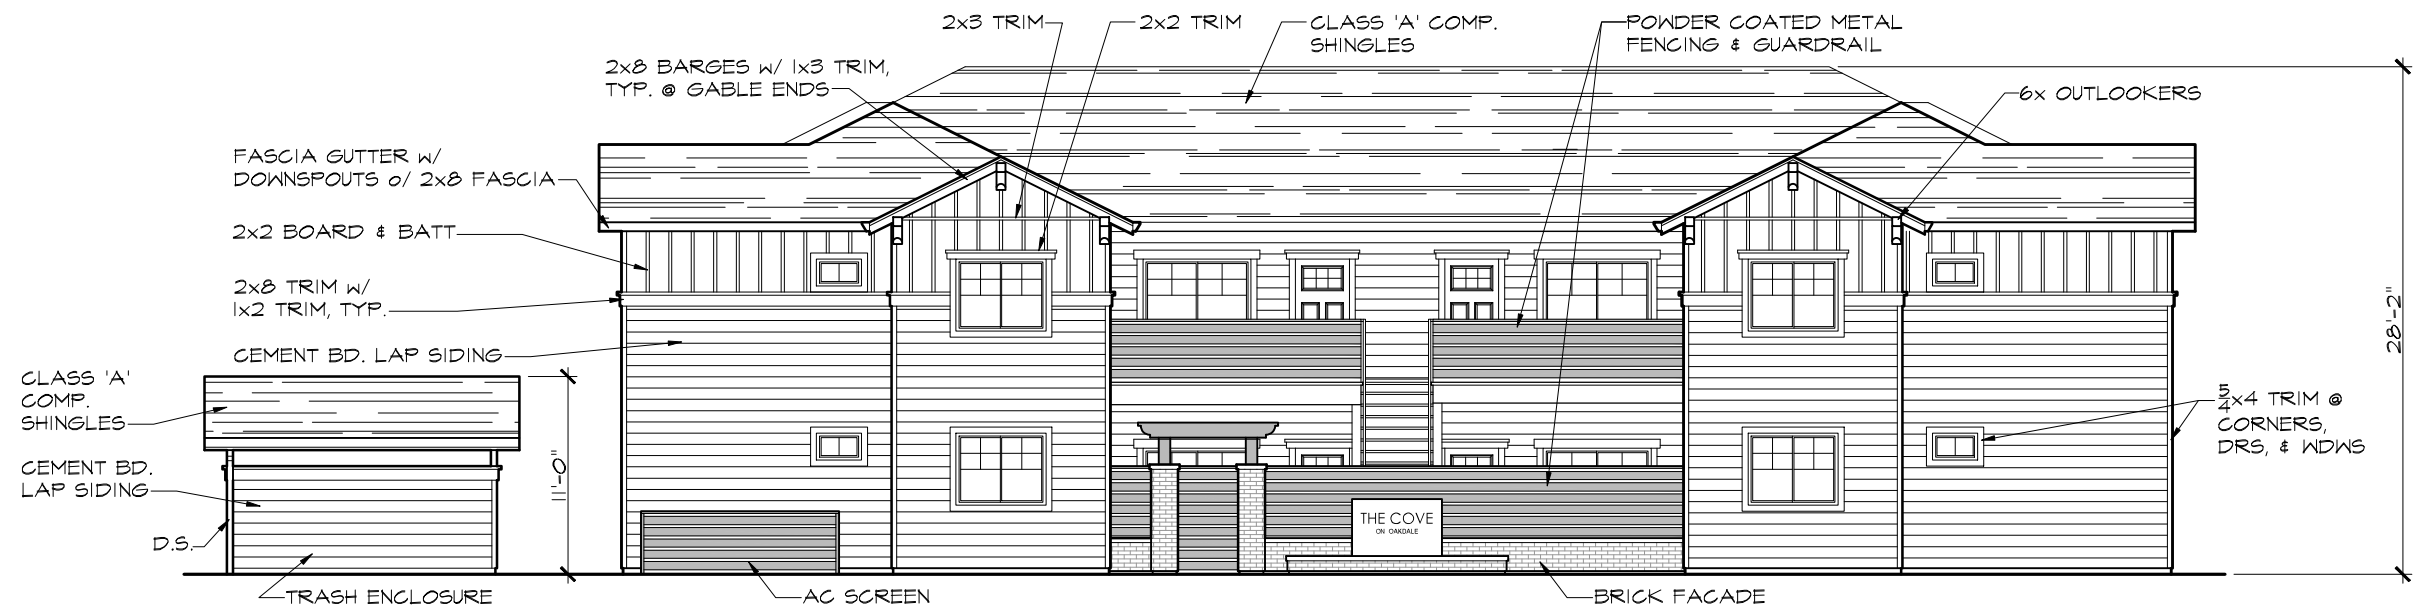 2x3 TRIM
2x2 TRIM
CLASS 'A' COMP.
SHINGLES
POWDER COATED METAL
FENCING & GUARDRAIL
2x8 BARGES w/ 1x3 TRIM,
TYP. @ GABLE ENDS
6x OUTLOOKERS
FASCIA GUTTER w/
DOWNSPOUTS o/ 2x8 FASCIA
2x2 BOARD & BATT
2x8 TRIM w/
1x2 TRIM, TYP.
CEMENT BD. LAP SIDING
28'-2"
CLASS 'A'
COMP.
SHINGLES
5/4x4 TRIM @
CORNERS,
DRS, & WDWS
CEMENT BD.
LAP SIDING
11'-0"
THE COVE
ON OAKDALE
D.S.
TRASH ENCLOSURE
AC SCREEN
BRICK FACADE